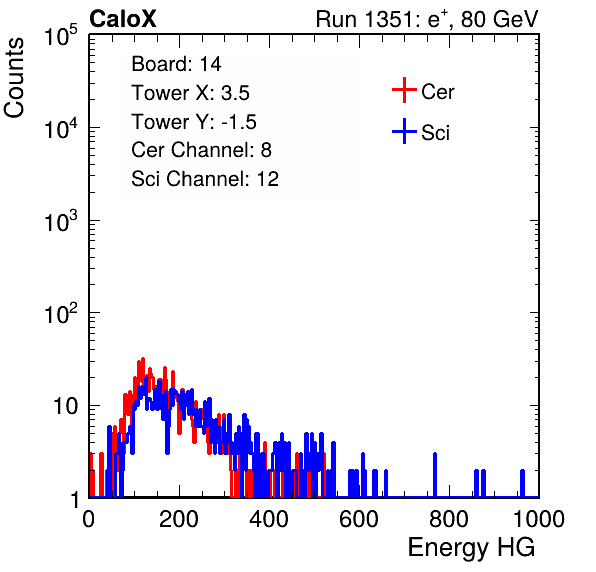 CaloX Run 1351: e⁺, 80 GeV
Counts
10⁵
10⁴
10³
10²
10
1
Board: 14
Tower X: 3.5
Tower Y: -1.5
Cer Channel: 8
Sci Channel: 12
Cer
Sci
0 200 400 600 800 1000
Energy HG